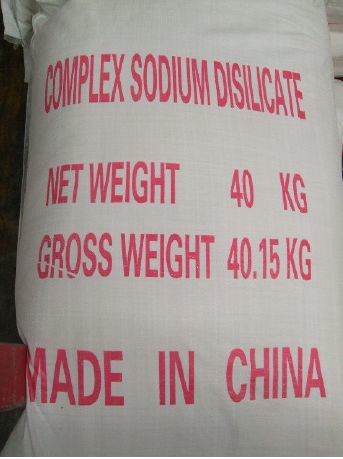 COMPLEX SODIUM DISILICATE
NET WEIGHT 40 KG
GROSS WEIGHT 40.15 KG
MADE IN CHINA